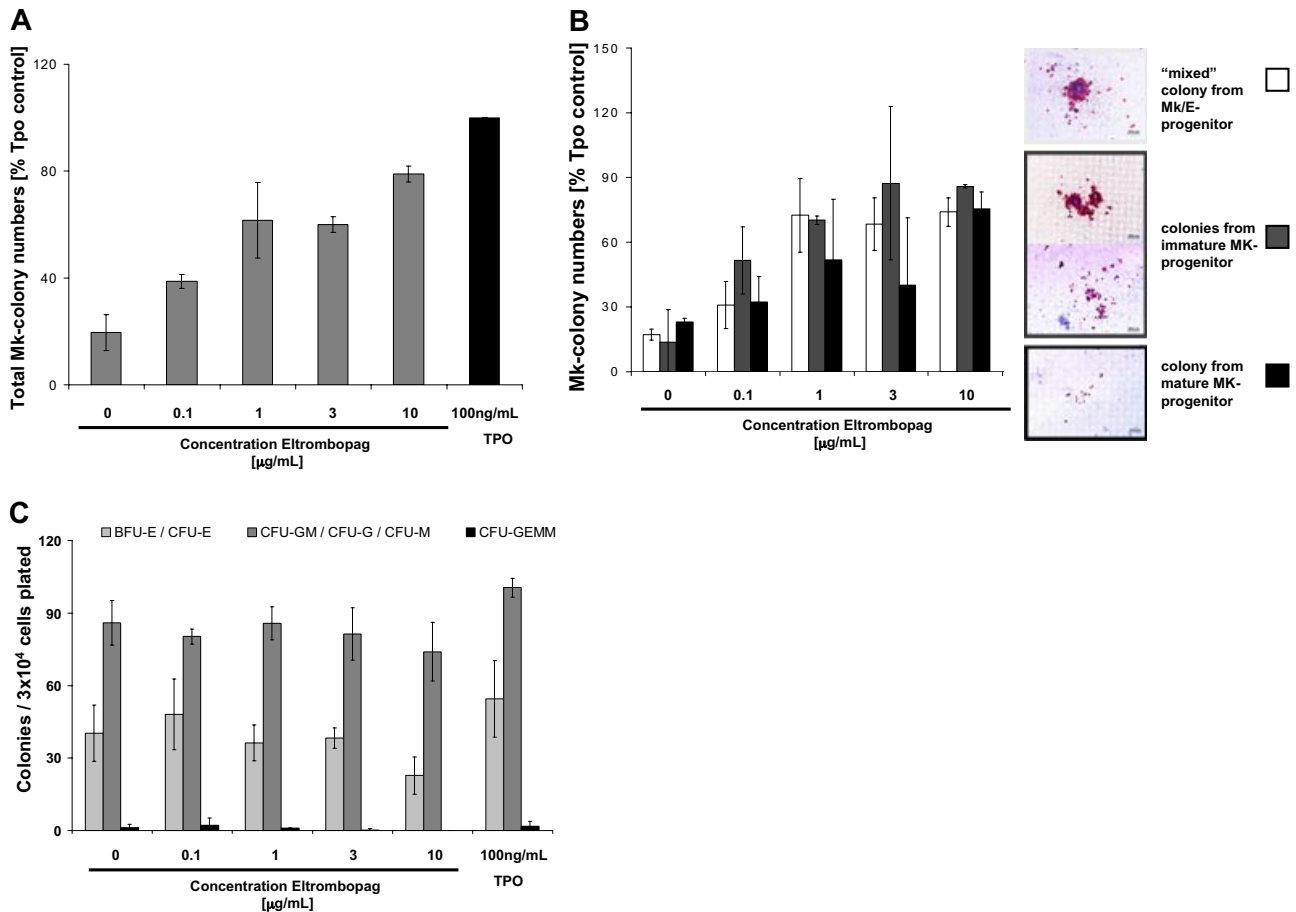 A
Total Mk-colony numbers [% Tpo control]
120
80
40
0
0 0.1 1 3 10 100ng/mL
TPO
Concentration Eltrombopag
[μg/mL]
B
Mk-colony numbers [% Tpo control]
150
120
90
60
30
0
0 0.1 1 3 10
Concentration Eltrombopag
[μg/mL]
“mixed”
colony from
Mk/E-
progenitor
colonies from
immature MK-
progenitor
colony from
mature MK-
progenitor
C
BFU-E / CFU-E CFU-GM / CFU-G / CFU-M CFU-GEMM
Colonies / 3x10⁴ cells plated
120
90
60
30
0
0 0.1 1 3 10 100ng/mL
TPO
Concentration Eltrombopag
[μg/mL]